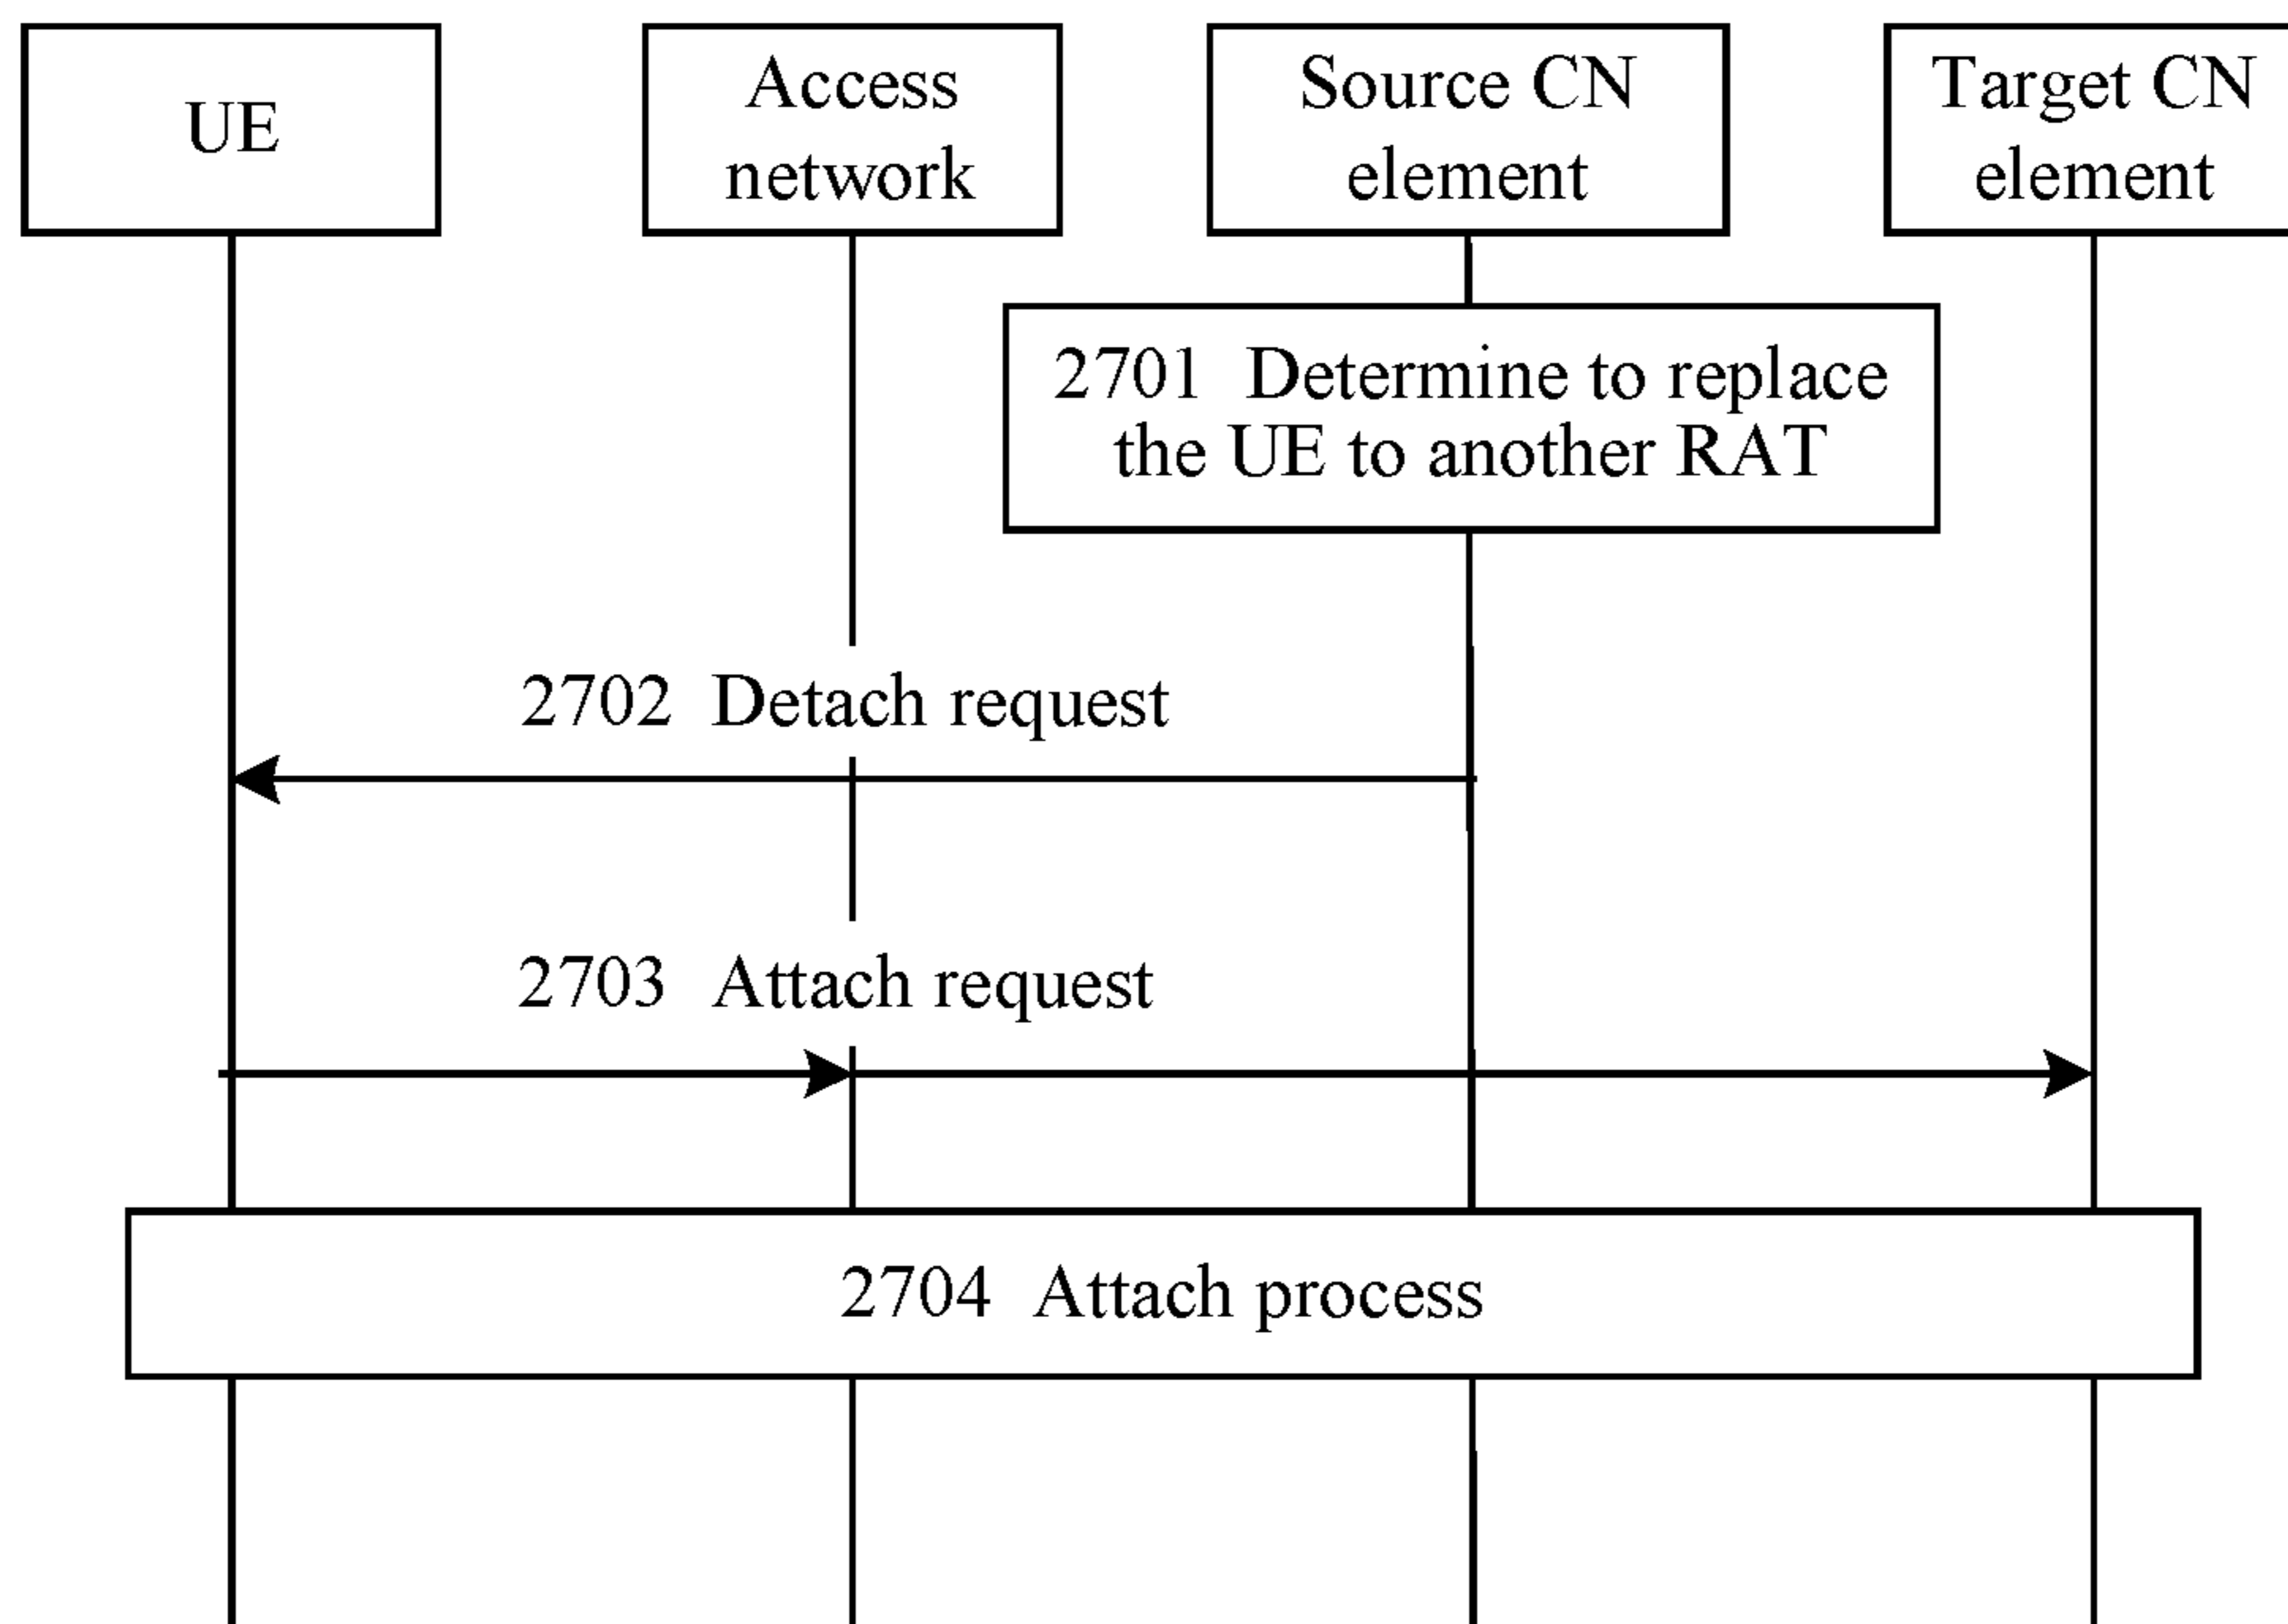 UE
Access
network
Source CN
element
Target CN
element
2701 Determine to replace
the UE to another RAT
2702 Detach request
2703 Attach request
2704 Attach process